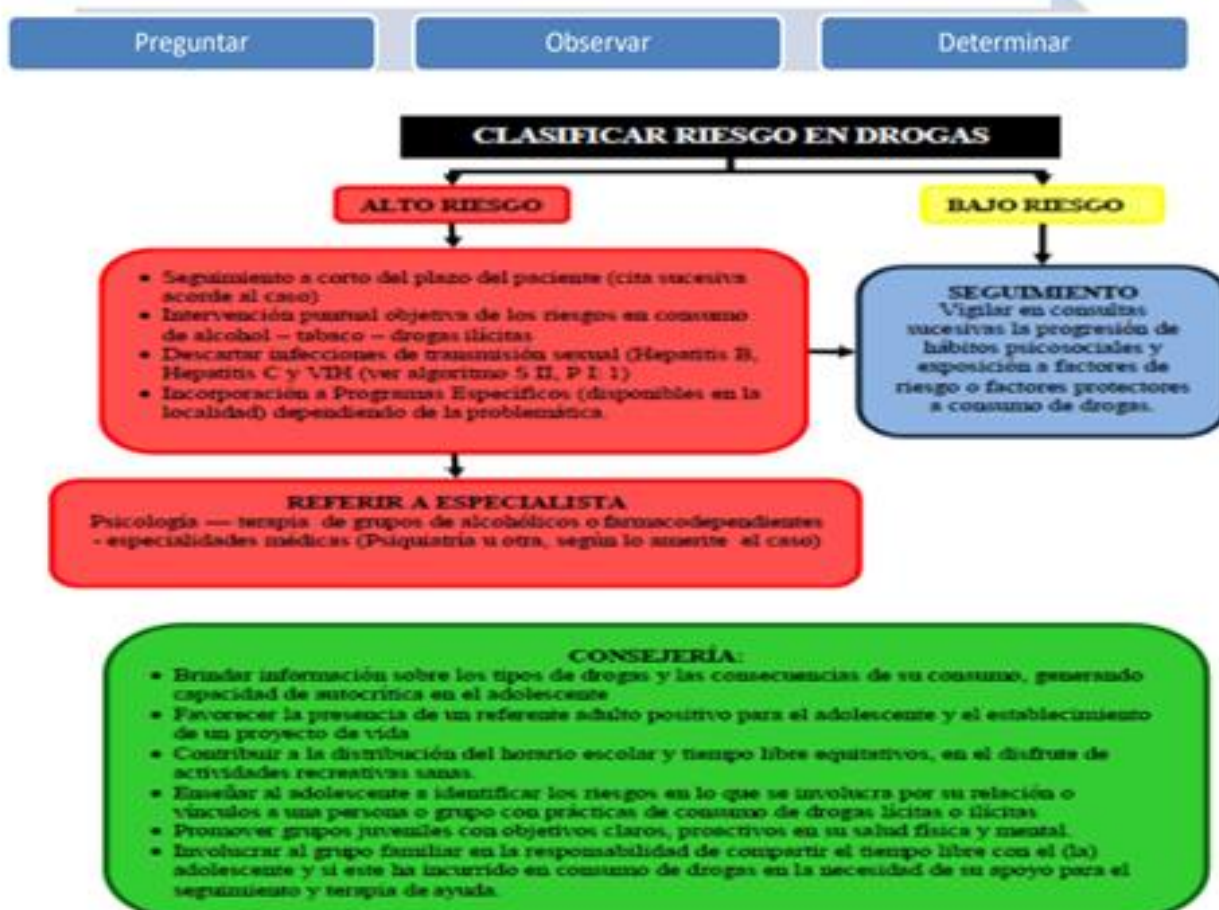 Preguntar
Observar
Determinar
CLASIFICAR RIESGO EN DROGAS
ALTO RIESGO
BAJO RIESGO
• Seguimiento a corto del plazo del paciente (cita sucesiva
acorde al caso)
• Intervención puntual objetiva de los riesgos en consumo
de alcohol – tabaco – drogas ilícitas
• Descartar infecciones de transmisión sexual (Hepatitis B,
Hepatitis C y VIH (ver algoritmo S II, P I: 1)
• Incorporación a Programas Específicos (disponibles en la
localidad) dependiendo de la problemática.
SEGUIMIENTO
Vigilar en consultas
sucesivas la progresión de
hábitos psicosociales y
exposición a factores de
riesgo o factores protectores
a consumo de drogas.
REFERIR A ESPECIALISTA
Psicología — terapia de grupos de alcohólicos o farmacodependientes
- especialidades médicas (Psiquiatría u otra, según lo amerite el caso)
CONSEJERÍA:
• Brindar información sobre los tipos de drogas y las consecuencias de su consumo, generando
capacidad de autocrítica en el adolescente
• Favorecer la presencia de un referente adulto positivo para el adolescente y el establecimiento
de un proyecto de vida
• Contribuir a la distribución del horario escolar y tiempo libre equitativos, en el disfrute de
actividades recreativas sanas.
• Enseñar al adolescente a identificar los riesgos en lo que se involucra por su relación o
vínculos a una persona o grupo con prácticas de consumo de drogas lícitas o ilícitas
• Promover grupos juveniles con objetivos claros, proactivos en su salud física y mental.
• Involucrar al grupo familiar en la responsabilidad de compartir el tiempo libre con el (la)
adolescente y si este ha incurrido en consumo de drogas en la necesidad de su apoyo para el
seguimiento y terapia de ayuda.